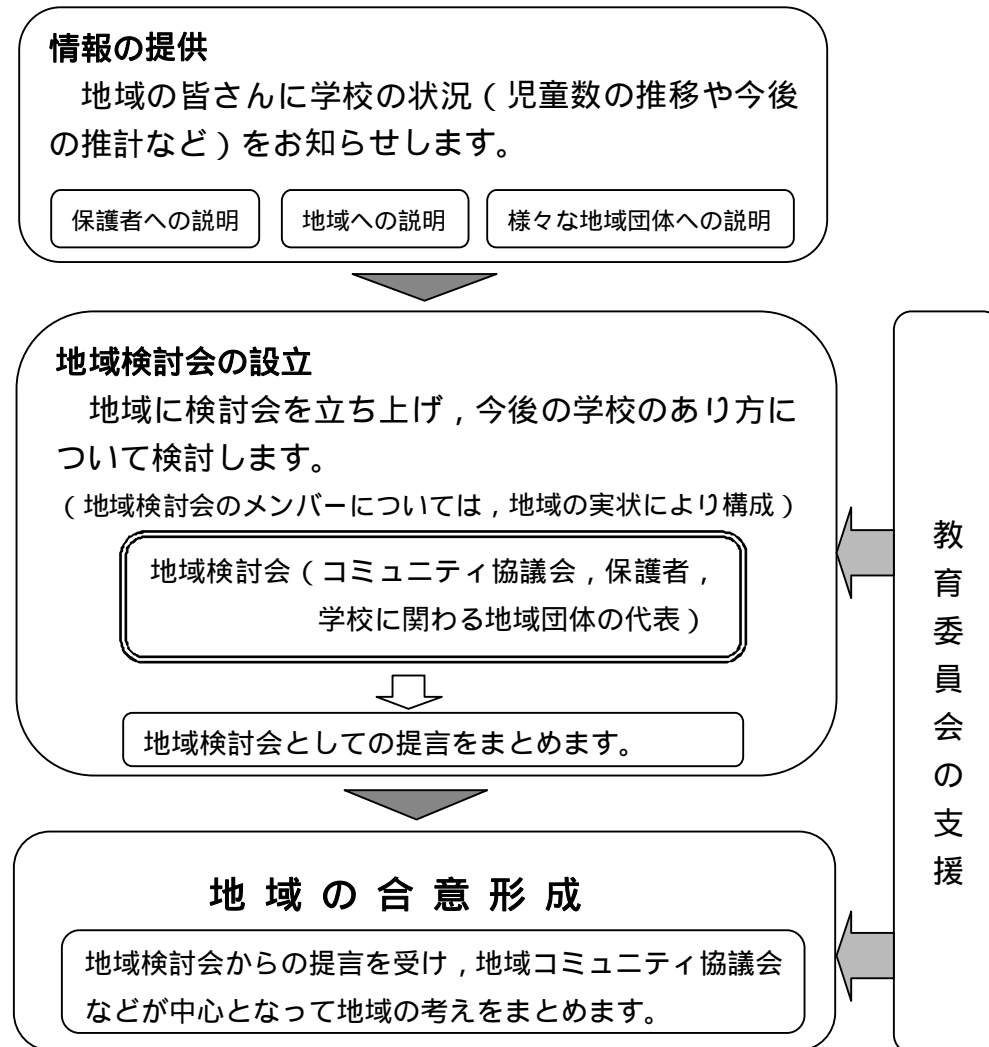 情報の提供
地域の皆さんに学校の状況（児童数の推移や今後
の推計など）をお知らせします。
保護者への説明
地域への説明
様々な地域団体への説明
地域検討会の設立
地域に検討会を立ち上げ，今後の学校のあり方に
ついて検討します。
（地域検討会のメンバーについては，地域の実状により構成）
地域検討会（コミュニティ協議会，保護者，
学校に関わる地域団体の代表）
地域検討会としての提言をまとめます。
地域の合意形成
地域検討会からの提言を受け，地域コミュニティ協議会
などが中心となって地域の考えをまとめます。
教育委員会の支援